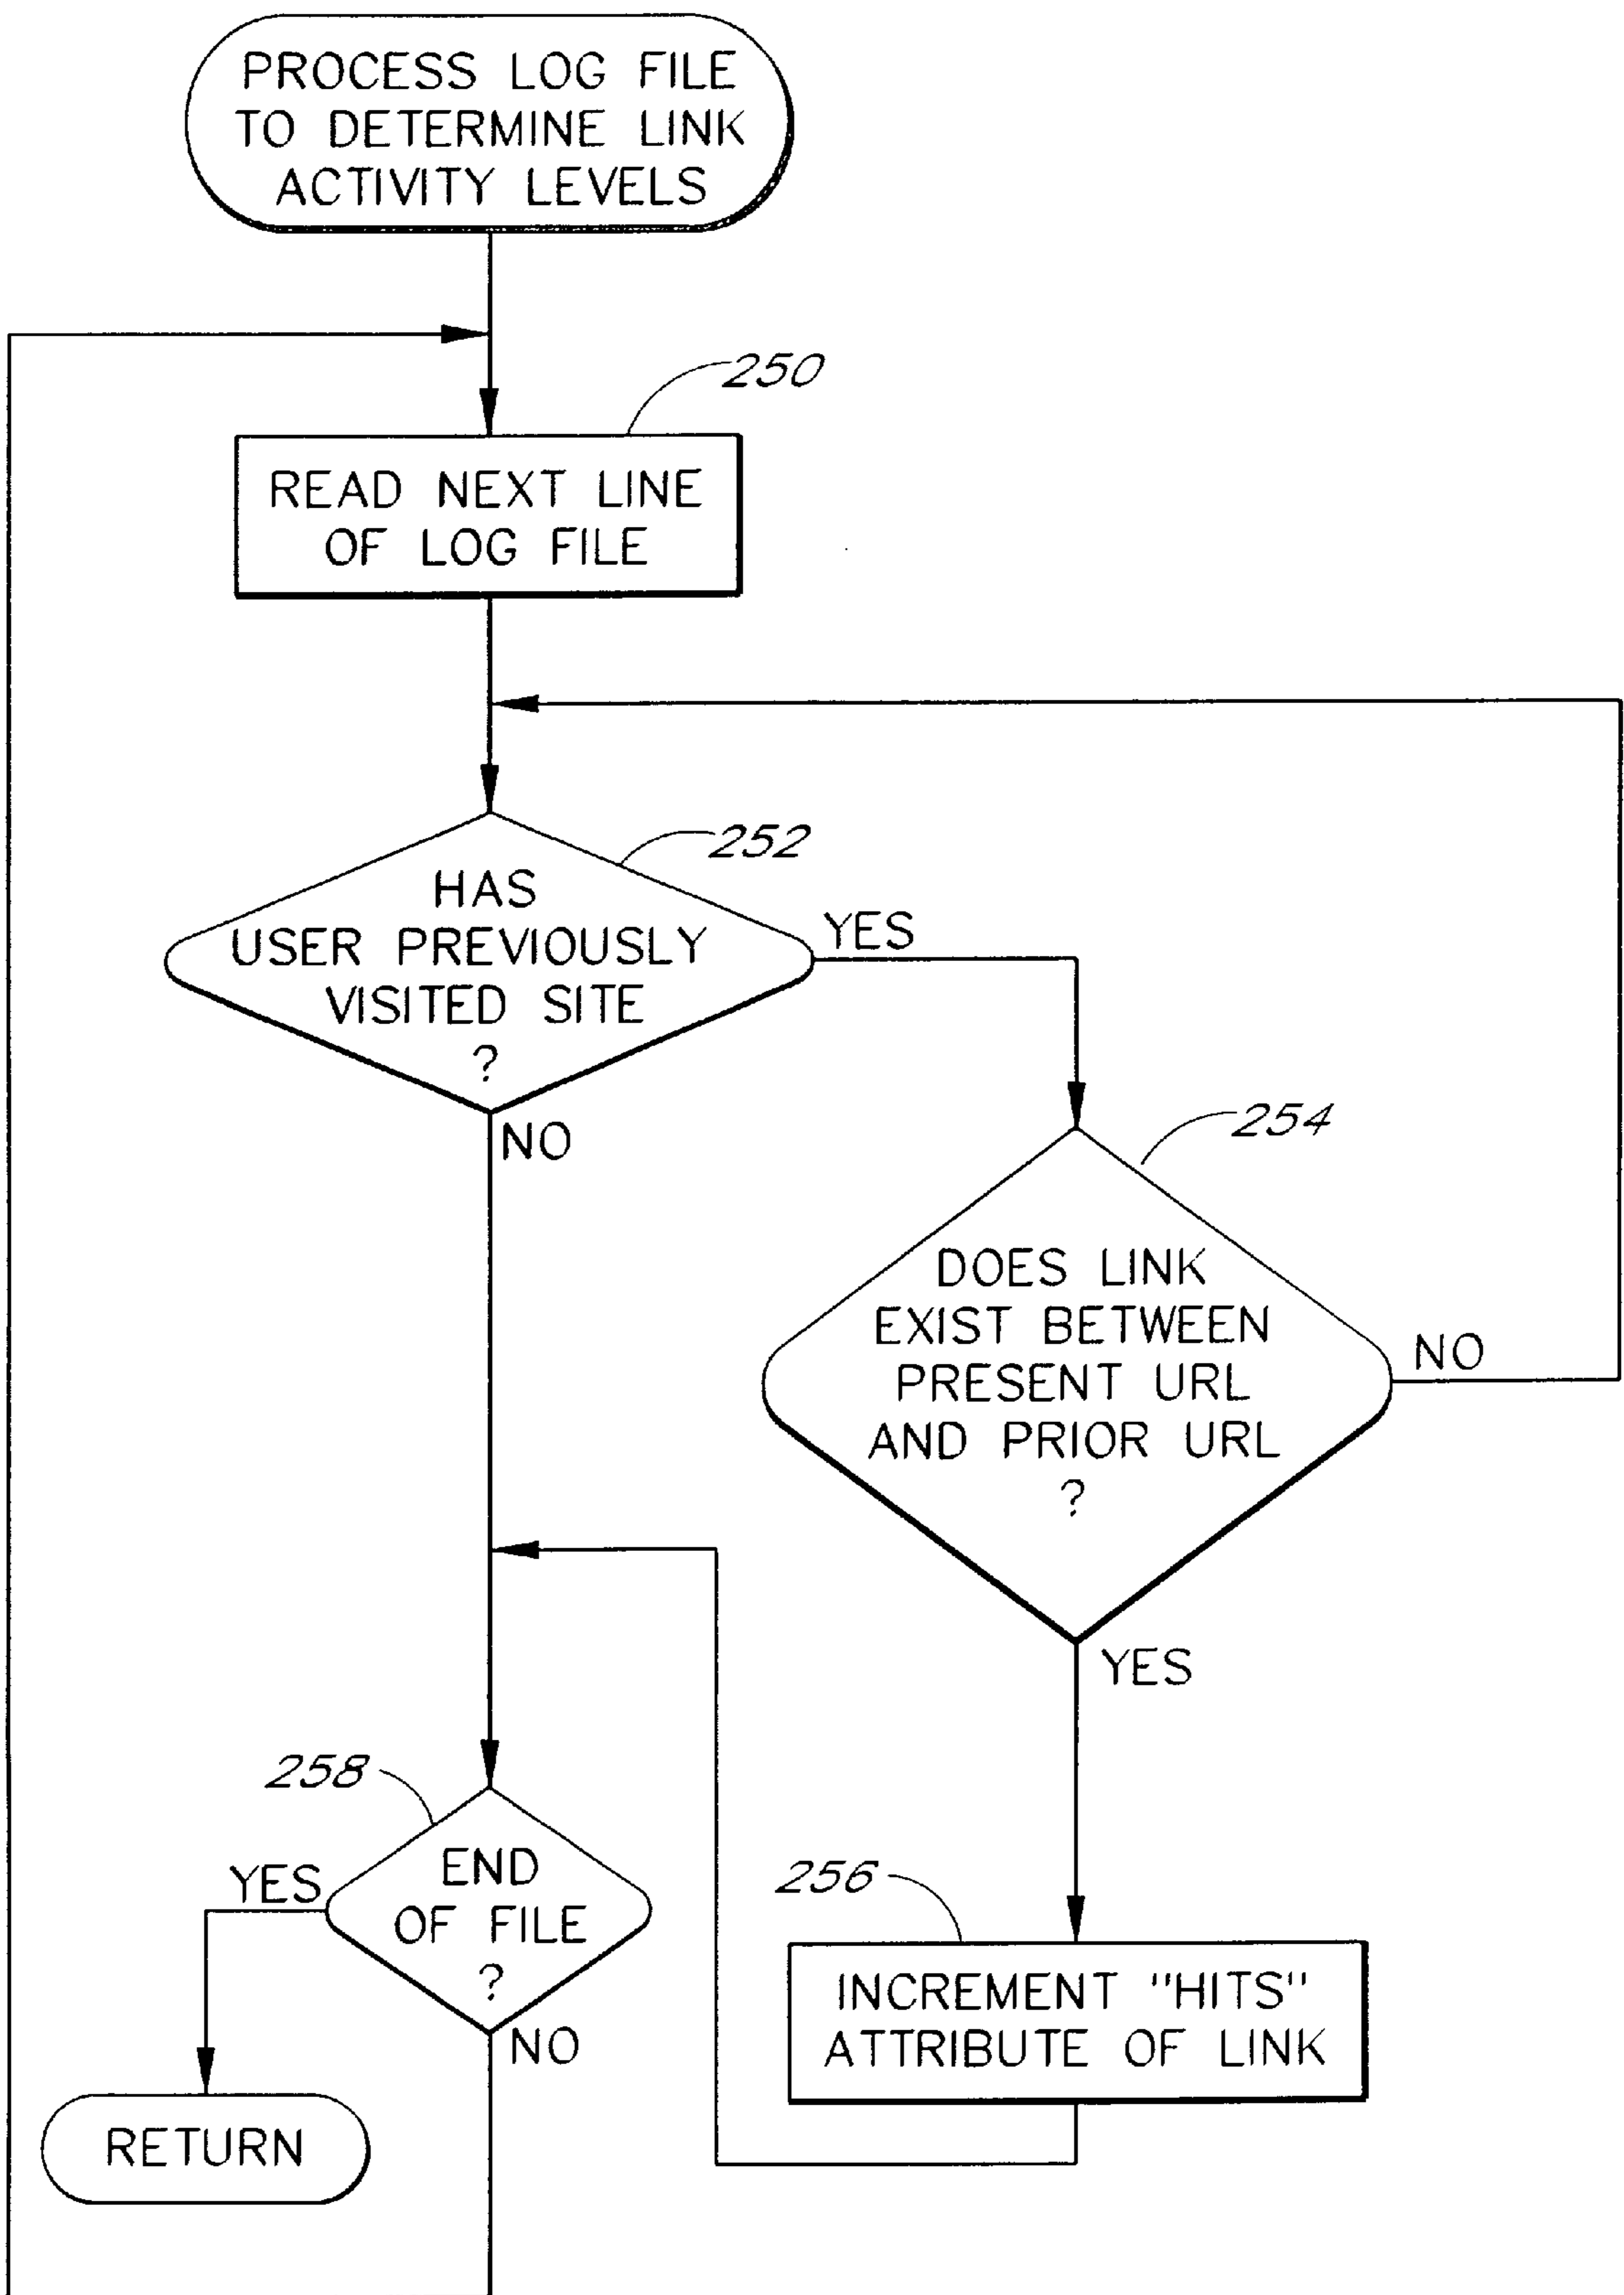 PROCESS LOG FILE
TO DETERMINE LINK
ACTIVITY LEVELS
250
READ NEXT LINE
OF LOG FILE
252
HAS
USER PREVIOUSLY
VISITED SITE
?
YES
NO
254
DOES LINK
EXIST BETWEEN
PRESENT URL
AND PRIOR URL
?
NO
YES
258
END
OF FILE
?
YES
NO
256
INCREMENT "HITS"
ATTRIBUTE OF LINK
RETURN